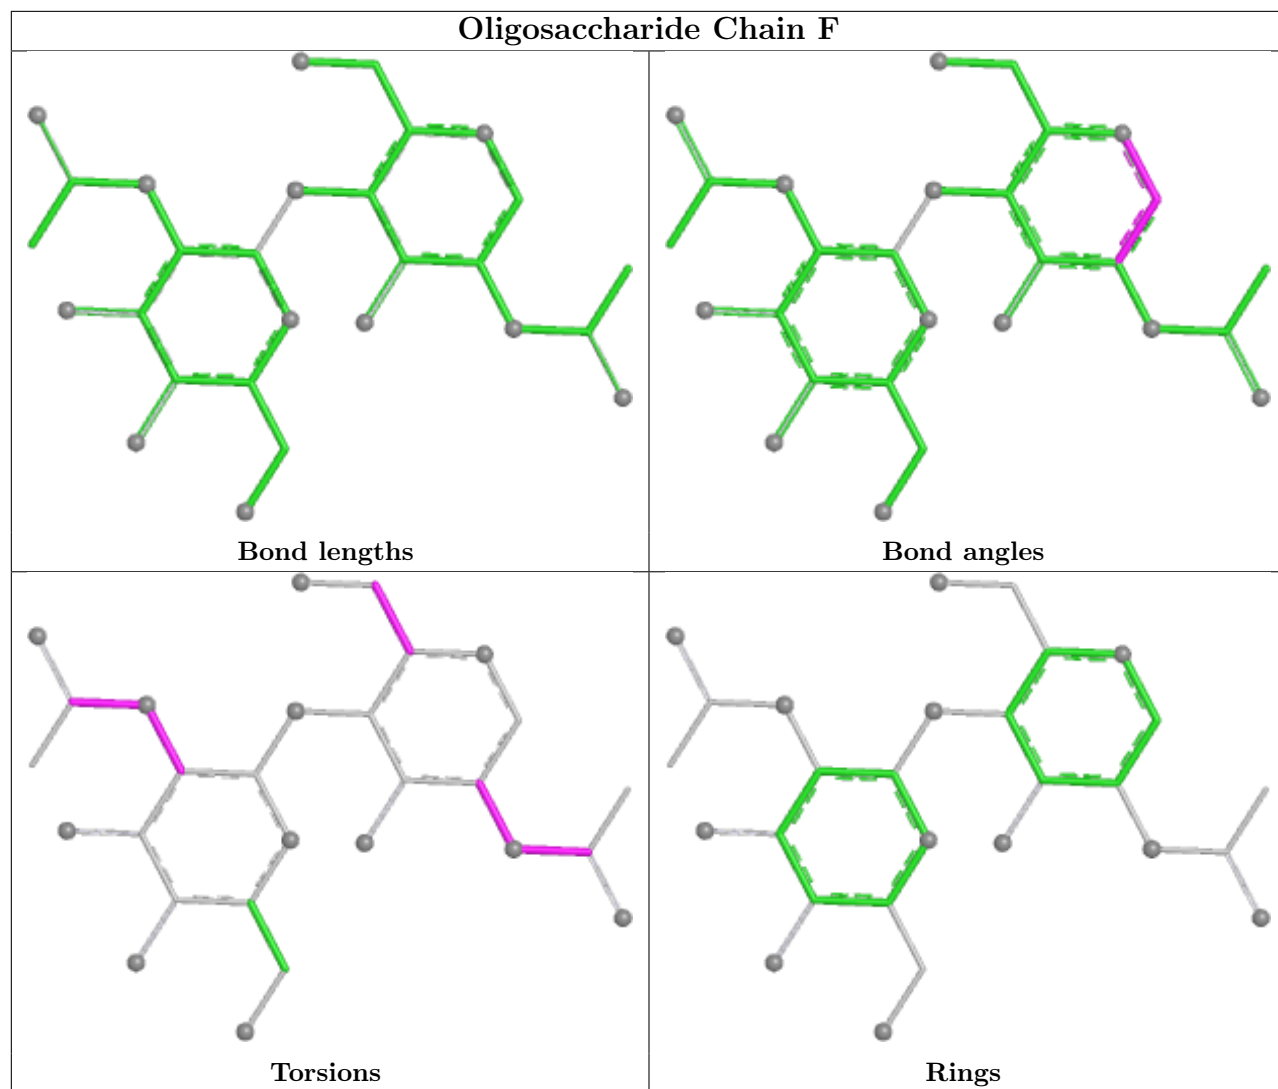 Oligosaccharide Chain F
Bond lengths
Bond angles
Torsions
Rings